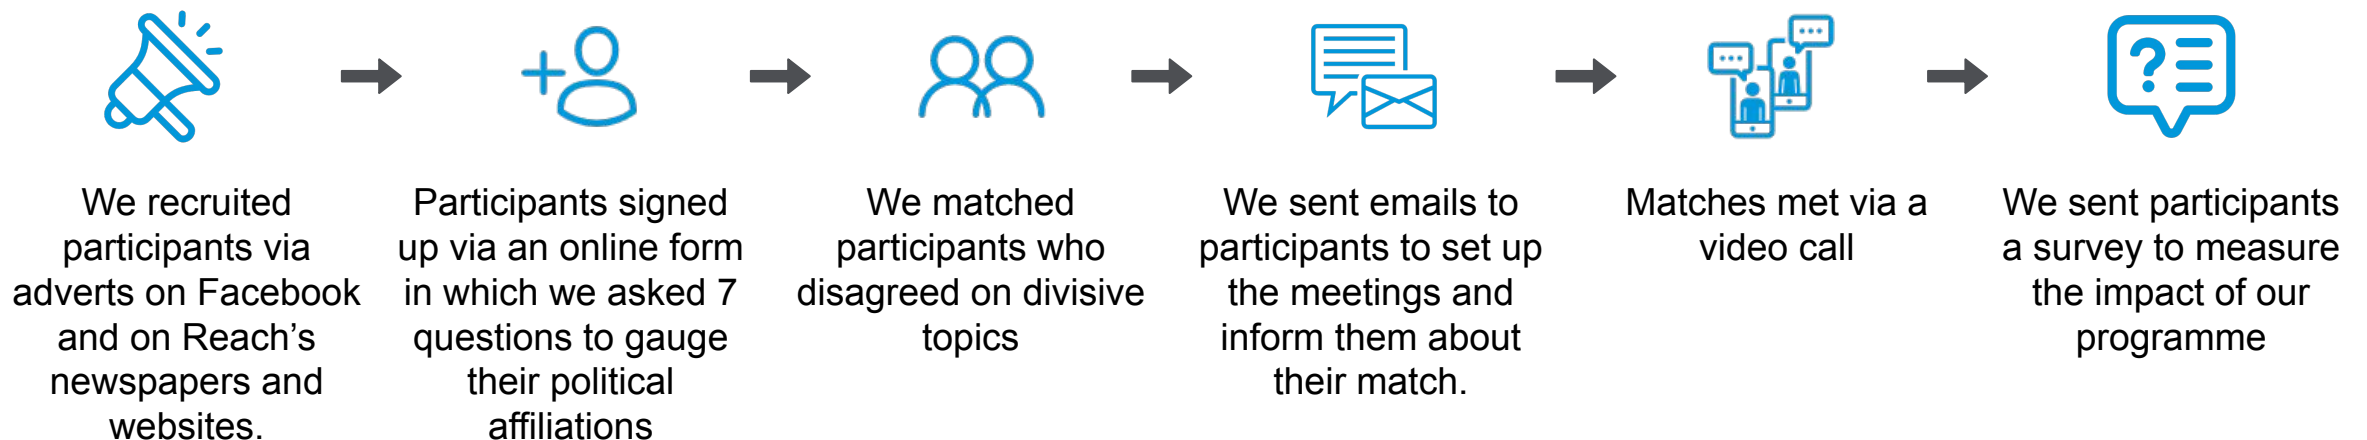 We recruited
participants via
adverts on Facebook
and on Reach's
newspapers and
websites.
Participants signed
up via an online form
in which we asked 7
questions to gauge
their political
affiliations
We matched
participants who
disagreed on divisive
topics
We sent emails to
participants to set up
the meetings and
inform them about
their match.
Matches met via a
video call
?
We sent participants
a survey to measure
the impact of our
programme